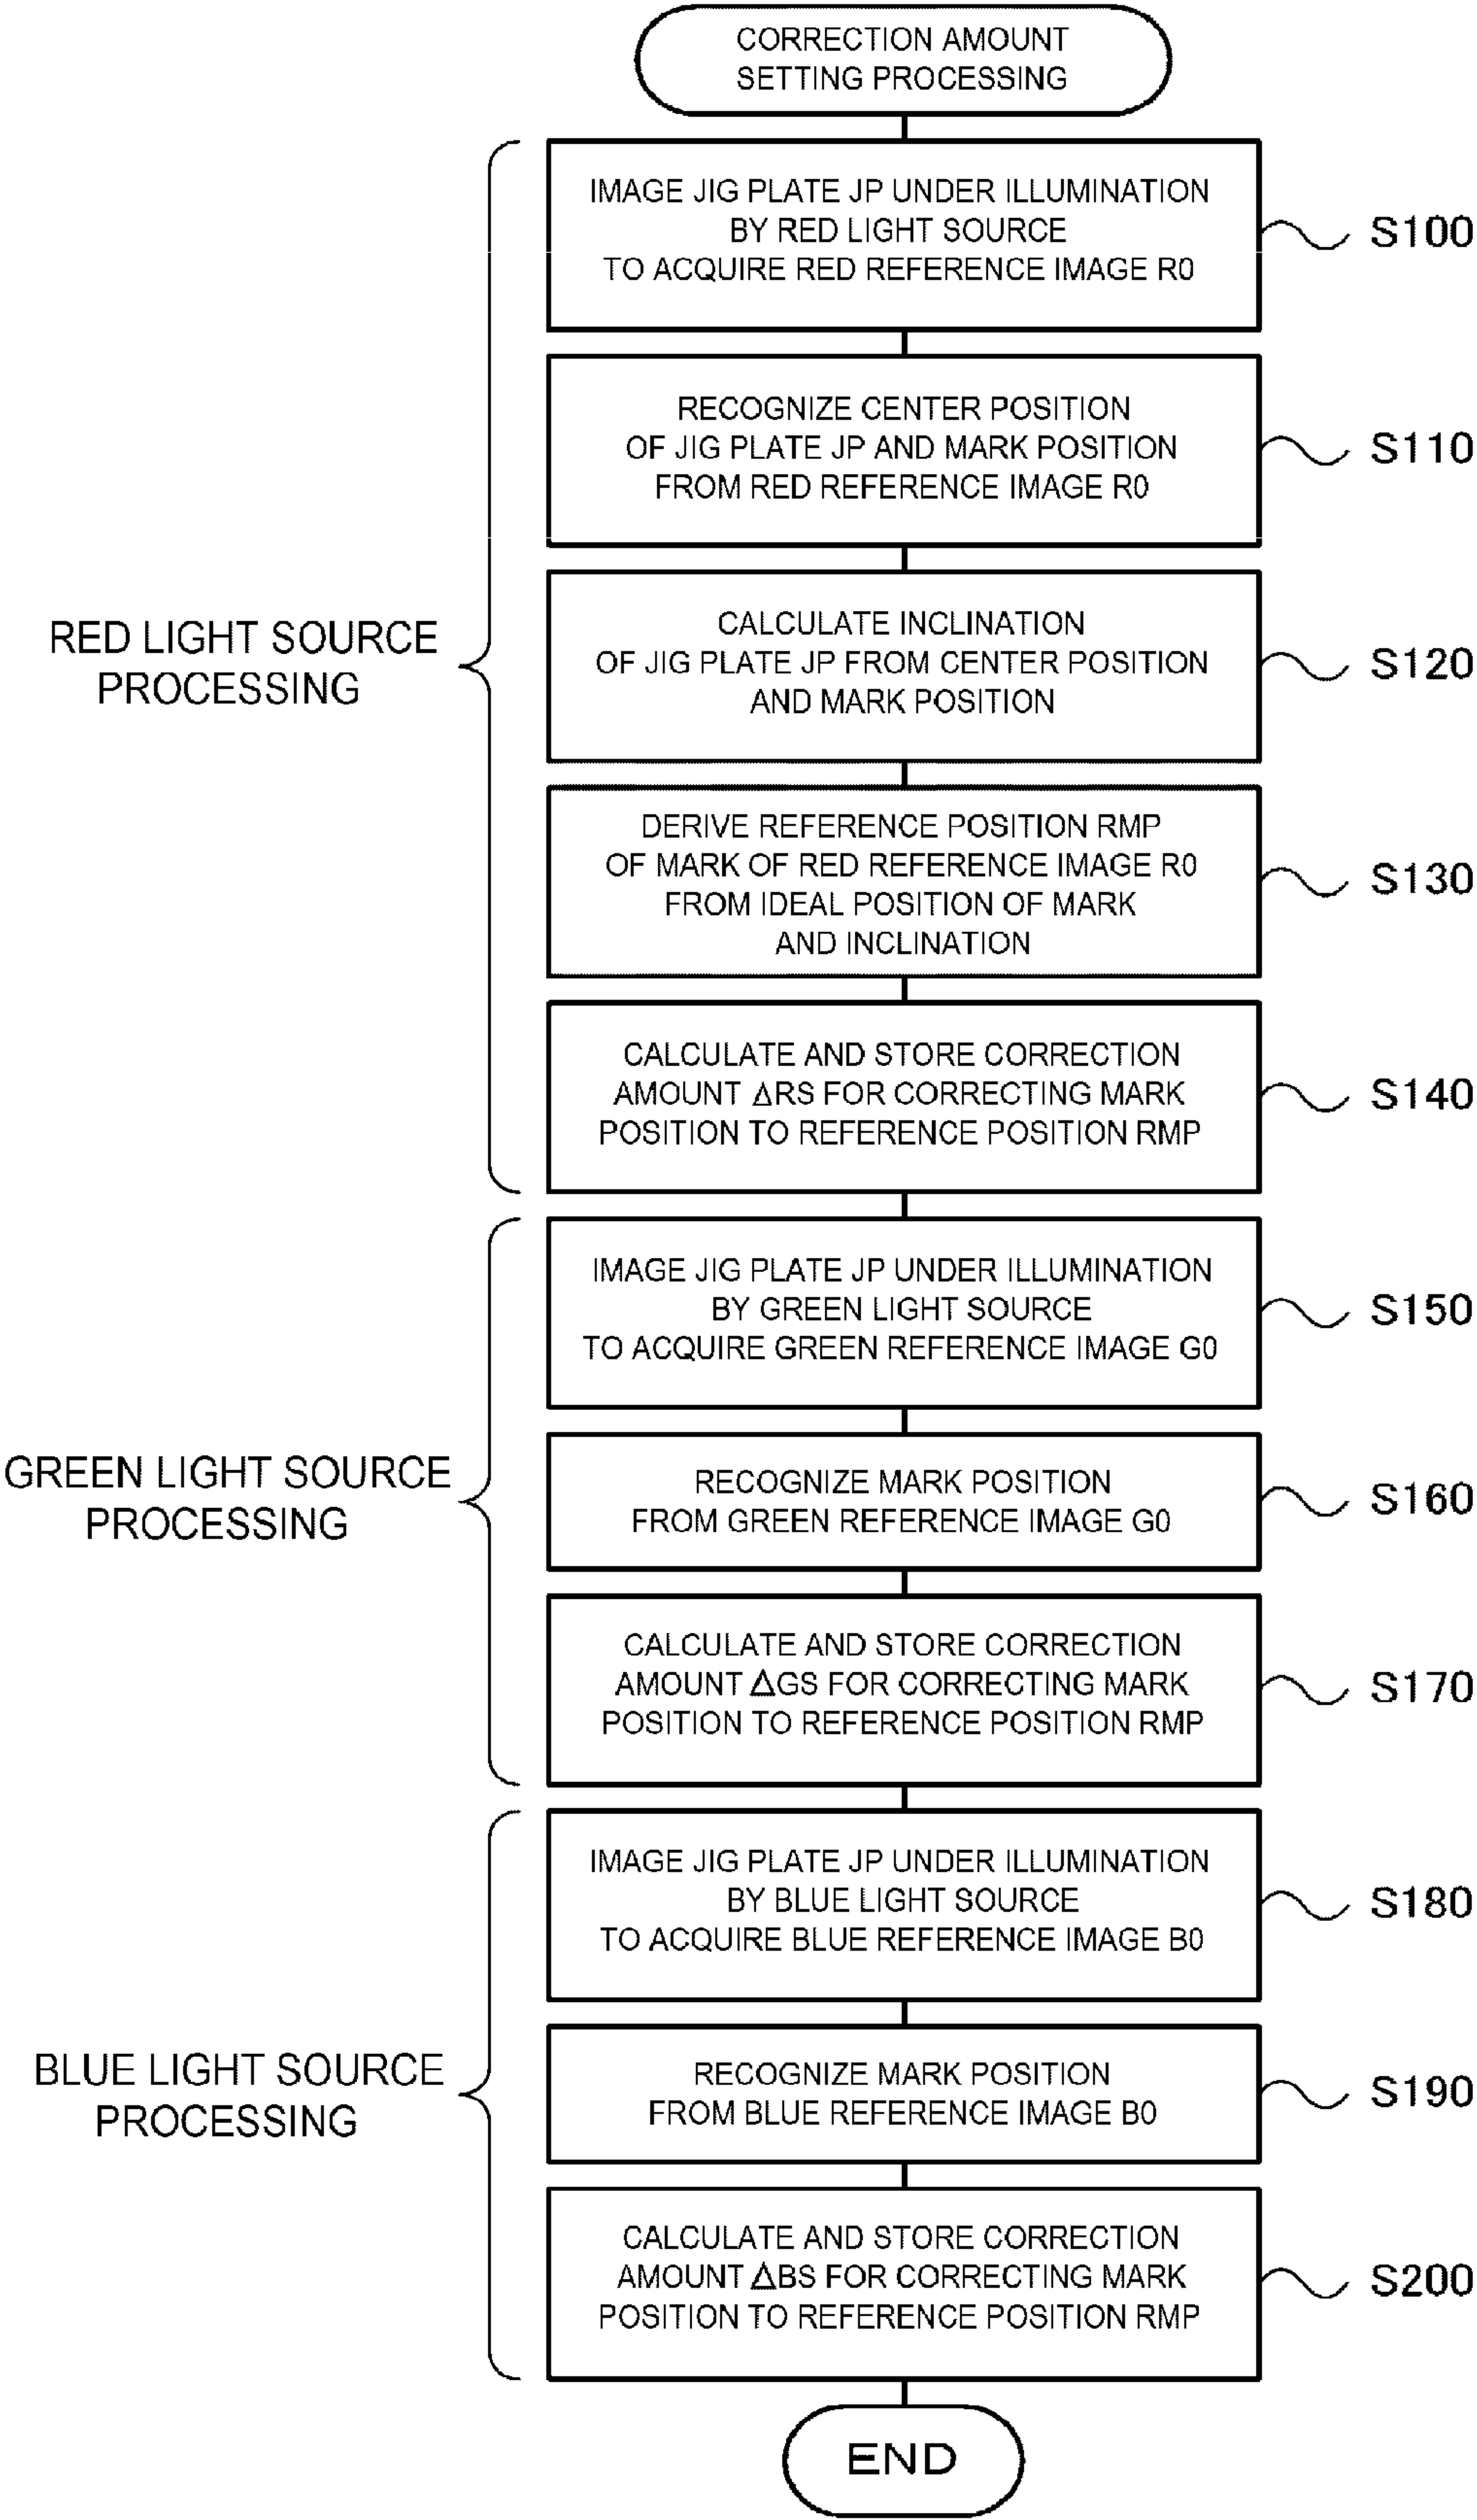 CORRECTION AMOUNT
SETTING PROCESSING
IMAGE JIG PLATE JP UNDER ILLUMINATION
BY RED LIGHT SOURCE
TO ACQUIRE RED REFERENCE IMAGE R0
S100
RECOGNIZE CENTER POSITION
OF JIG PLATE JP AND MARK POSITION
FROM RED REFERENCE IMAGE R0
S110
RED LIGHT SOURCE
PROCESSING
CALCULATE INCLINATION
OF JIG PLATE JP FROM CENTER POSITION
AND MARK POSITION
S120
DERIVE REFERENCE POSITION RMP
OF MARK OF RED REFERENCE IMAGE R0
FROM IDEAL POSITION OF MARK
AND INCLINATION
S130
CALCULATE AND STORE CORRECTION
AMOUNT ΔRS FOR CORRECTING MARK
POSITION TO REFERENCE POSITION RMP
S140
IMAGE JIG PLATE JP UNDER ILLUMINATION
BY GREEN LIGHT SOURCE
TO ACQUIRE GREEN REFERENCE IMAGE G0
S150
GREEN LIGHT SOURCE
PROCESSING
RECOGNIZE MARK POSITION
FROM GREEN REFERENCE IMAGE G0
S160
CALCULATE AND STORE CORRECTION
AMOUNT ΔGS FOR CORRECTING MARK
POSITION TO REFERENCE POSITION RMP
S170
IMAGE JIG PLATE JP UNDER ILLUMINATION
BY BLUE LIGHT SOURCE
TO ACQUIRE BLUE REFERENCE IMAGE B0
S180
BLUE LIGHT SOURCE
PROCESSING
RECOGNIZE MARK POSITION
FROM BLUE REFERENCE IMAGE B0
S190
CALCULATE AND STORE CORRECTION
AMOUNT ΔBS FOR CORRECTING MARK
POSITION TO REFERENCE POSITION RMP
S200
END